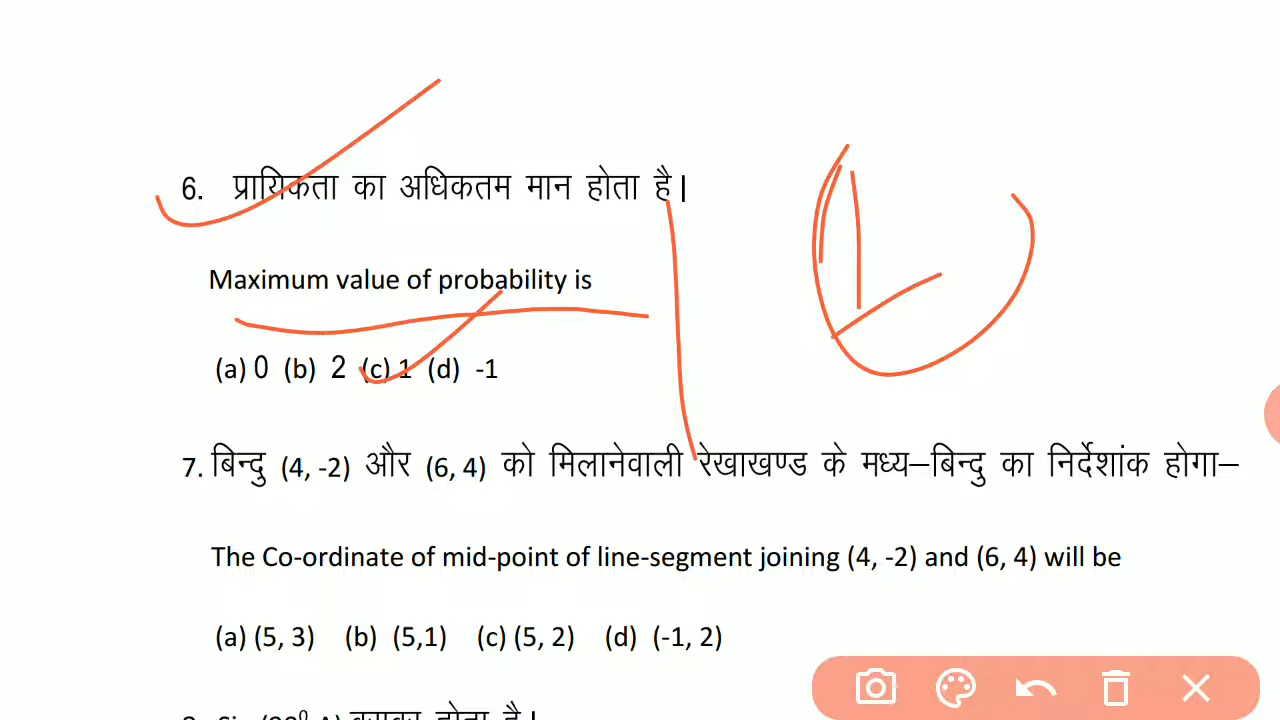 6. प्रायिकता का अधिकतम मान होता है|
Maximum value of probability is
(a) 0 (b) 2 (c) 1 (d) -1
7. बिन्दु (4, -2) और (6, 4) को मिलानेवाली रेखाखण्ड के मध्य–बिन्दु का निर्देशांक होगा–
The Co-ordinate of mid-point of line-segment joining (4, -2) and (6, 4) will be
(a) (5, 3) (b) (5,1) (c) (5, 2) (d) (-1, 2)